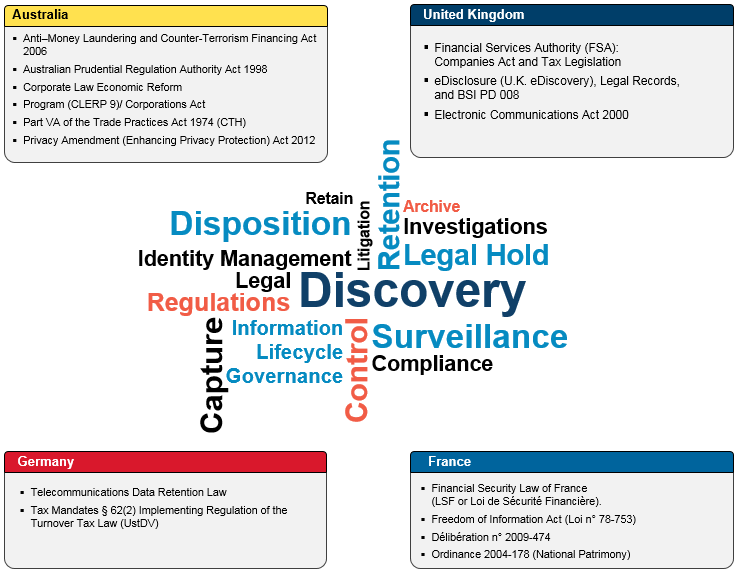 Australia
▪ Anti–Money Laundering and Counter-Terrorism Financing Act
2006
▪ Australian Prudential Regulation Authority Act 1998
▪ Corporate Law Economic Reform
▪ Program (CLERP 9)/ Corporations Act
▪ Part VA of the Trade Practices Act 1974 (CTH)
▪ Privacy Amendment (Enhancing Privacy Protection) Act 2012
United Kingdom
▪ Financial Services Authority (FSA):
Companies Act and Tax Legislation
▪ eDisclosure (U.K. eDiscovery), Legal Records,
and BSI PD 008
▪ Electronic Communications Act 2000
Retain
Disposition
Litigation
Retention
Archive
Investigations
Identity Management
Legal Hold
Legal
Discovery
Regulations
Capture
Information
Lifecycle
Governance
Control
Surveillance
Compliance
Germany
▪ Telecommunications Data Retention Law
▪ Tax Mandates § 62(2) Implementing Regulation of the
Turnover Tax Law (UstDV)
France
▪ Financial Security Law of France
(LSF or Loi de Sécurité Financière).
▪ Freedom of Information Act (Loi n° 78-753)
▪ Délibération n° 2009-474
▪ Ordinance 2004-178 (National Patrimony)